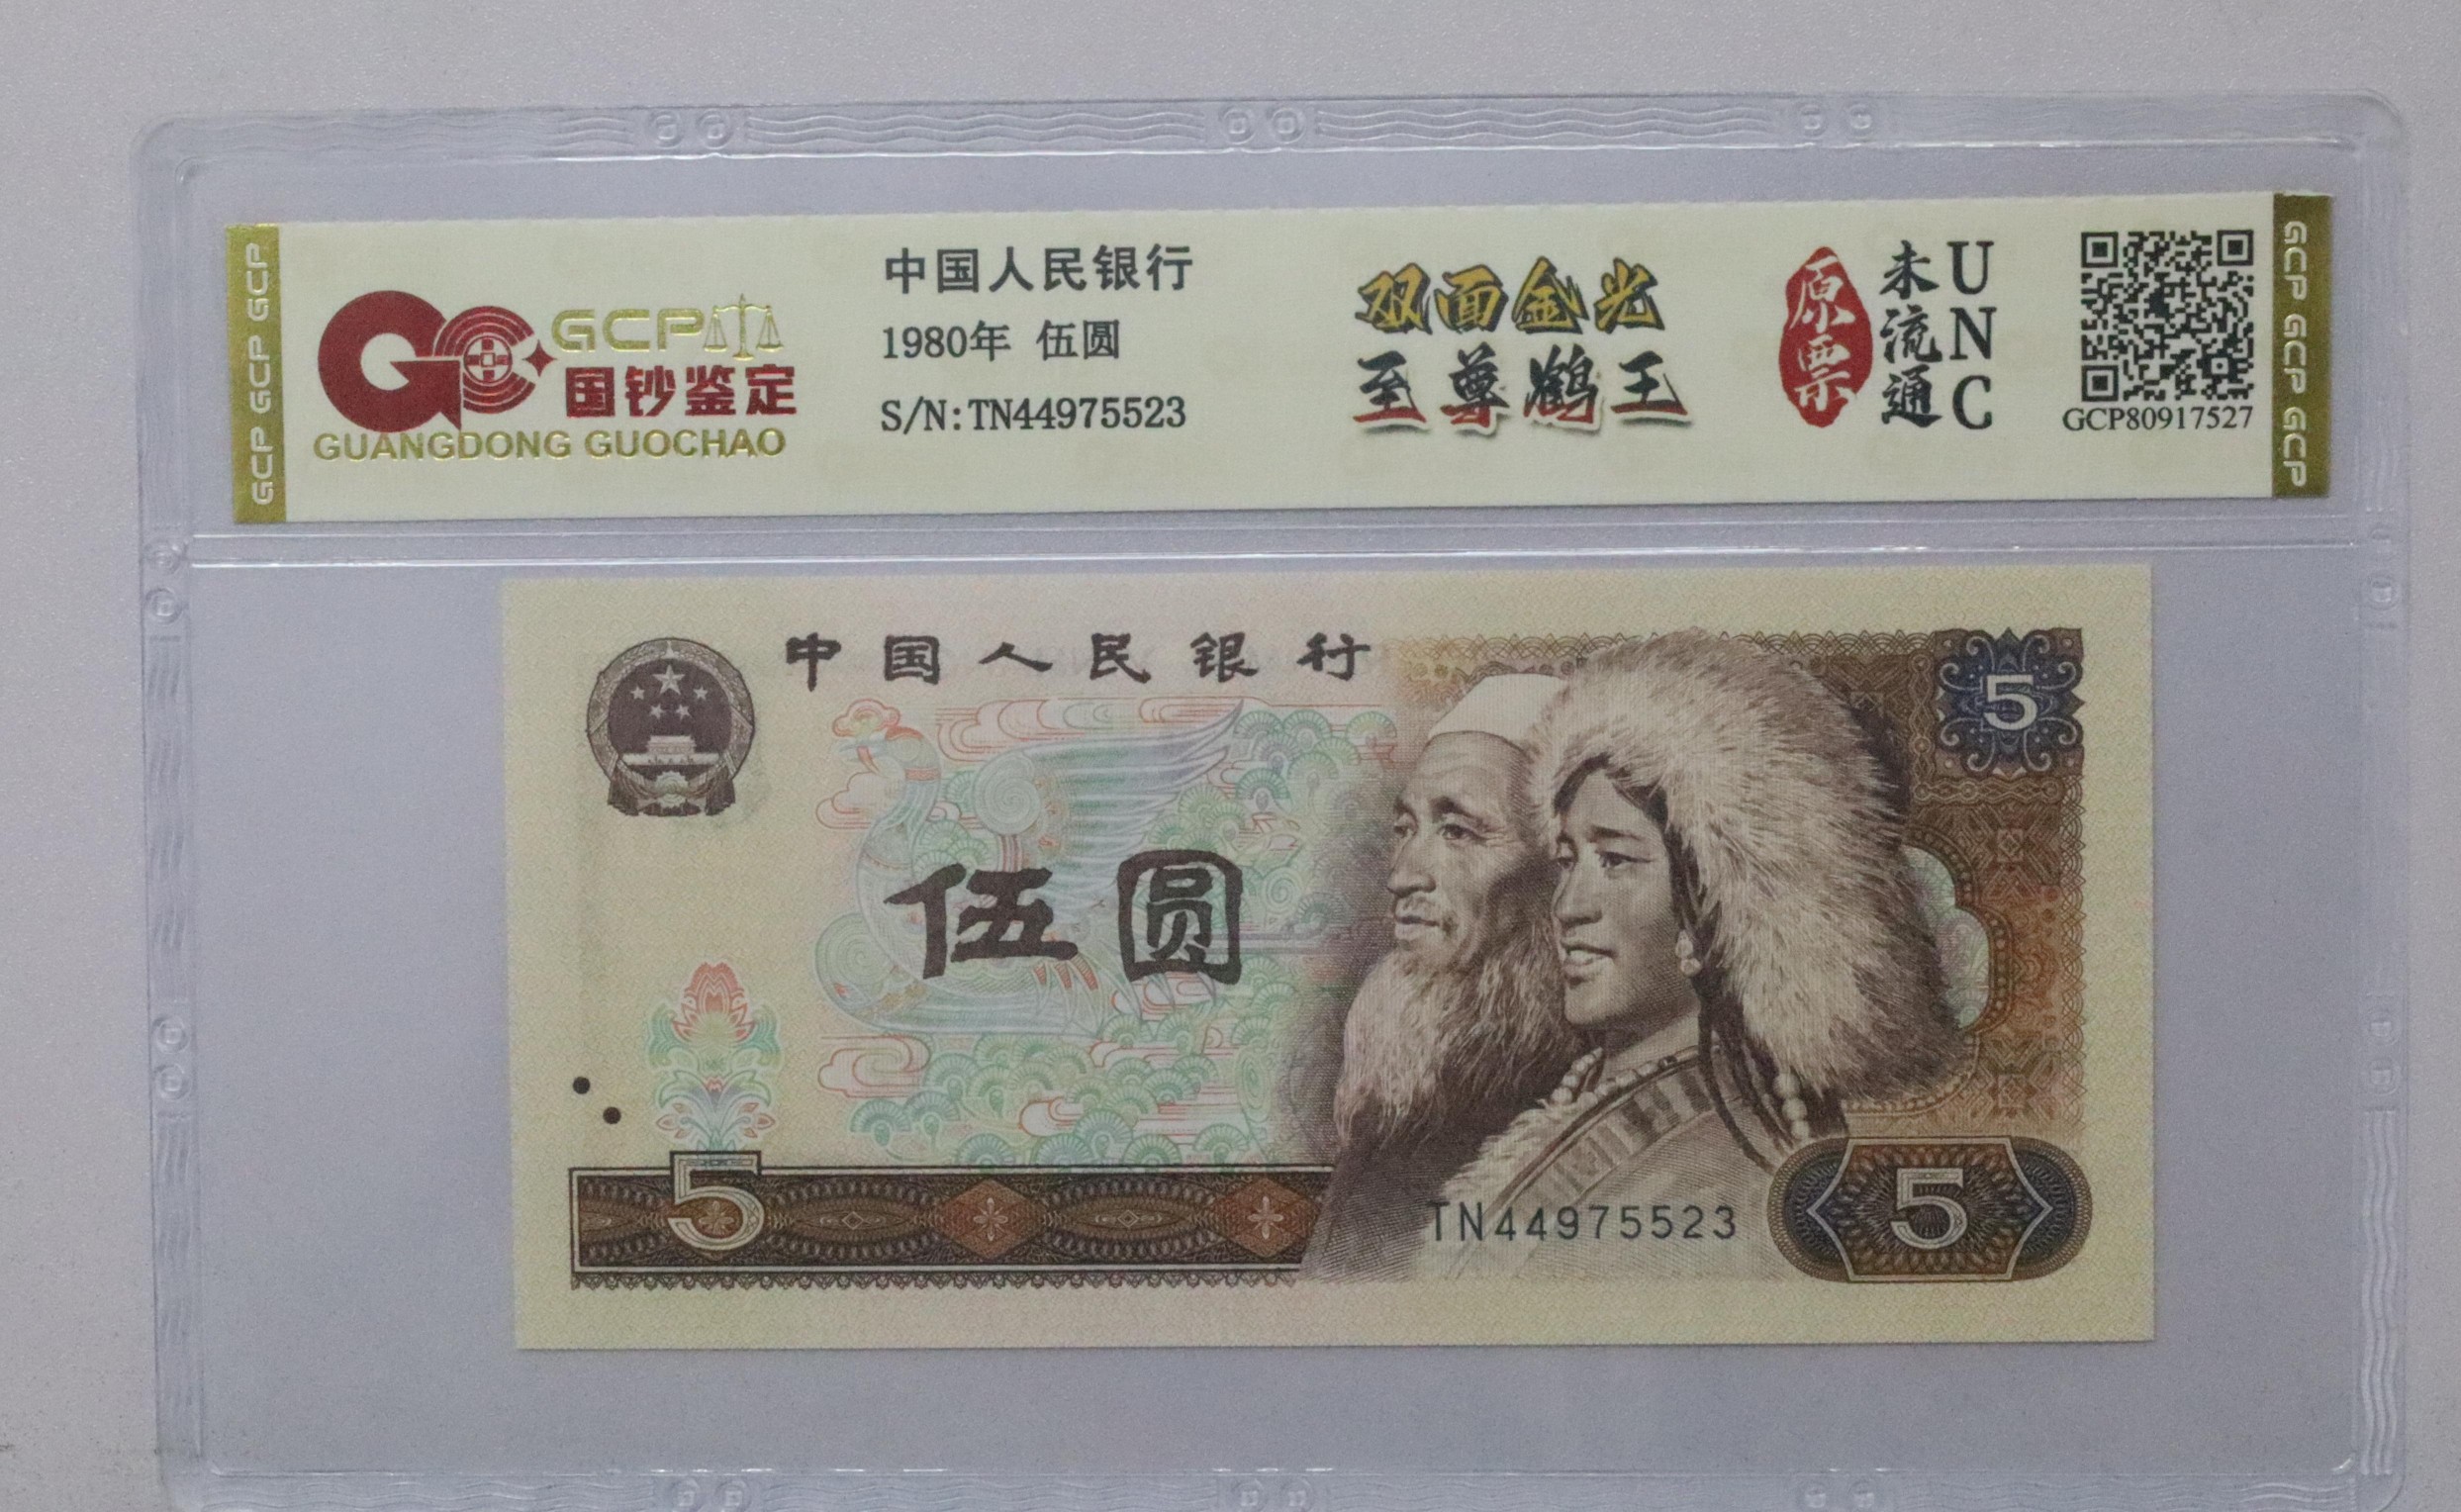 GCP GCP GCP
GCP
国钞鉴定
GUANGDONG GUOCHAO
中国人民银行
1980年 伍圆
S/N:TN44975523
双面金光
至尊鹤王
原票
未流通
UNC
GCP80917527
GCP GCP GCP
中国人民银行
5
伍圆
5
TN44975523
5